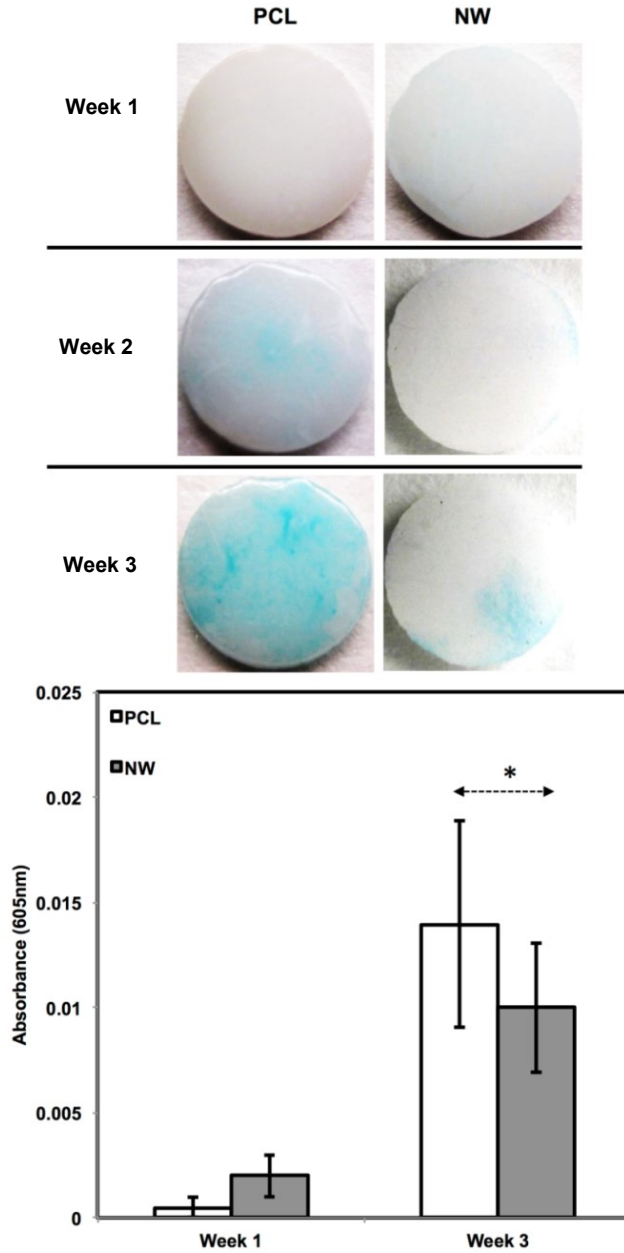 PCL NW
Week 1
Week 2
Week 3
0.025
PCL
NW
0.02
*
0.015
0.01
0.005
0
Absorbance (605nm)
Week 1 Week 3